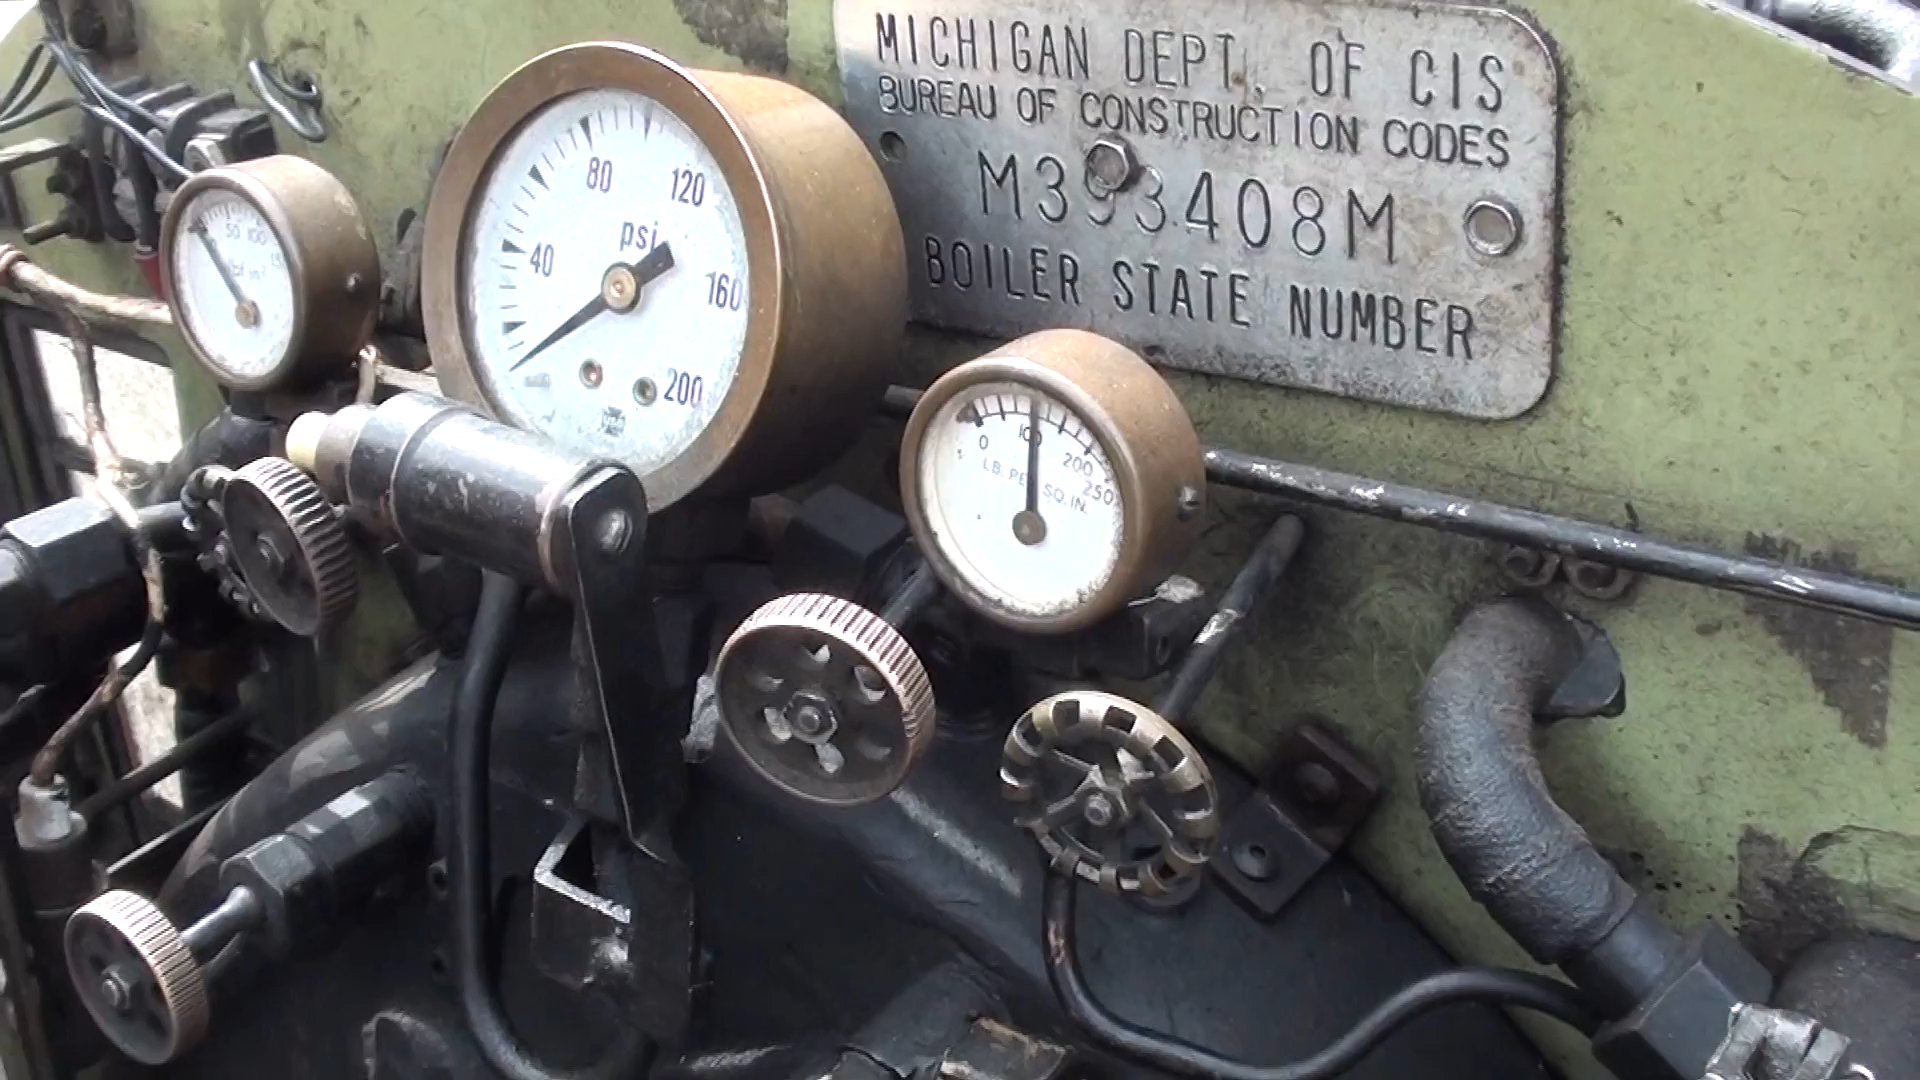 MICHIGAN DEPT. OF CIS
BUREAU OF CONSTRUCTION CODES
M393408M
BOILER STATE NUMBER
80
120
psi
40
160
200
50 100
0
100
200
250
LB. PER SQ. IN.